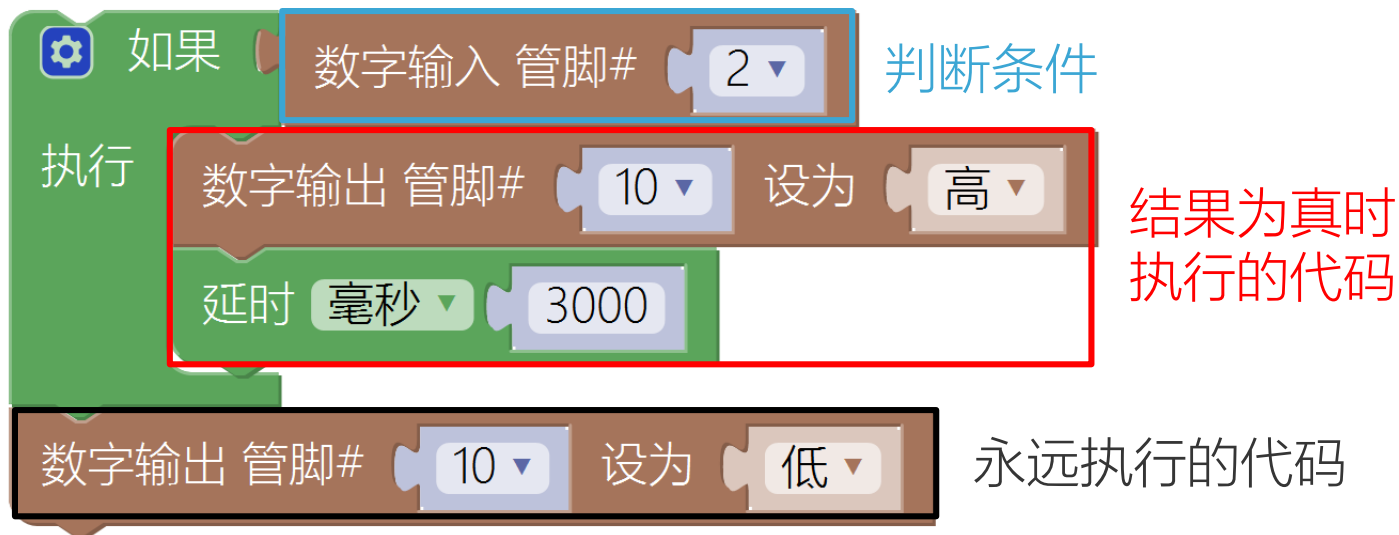 如果 数字输入 管脚# 2 判断条件
执行 数字输出 管脚# 10 设为 高
结果为真时
执行的代码
延时 毫秒 3000
数字输出 管脚# 10 设为 低 永远执行的代码